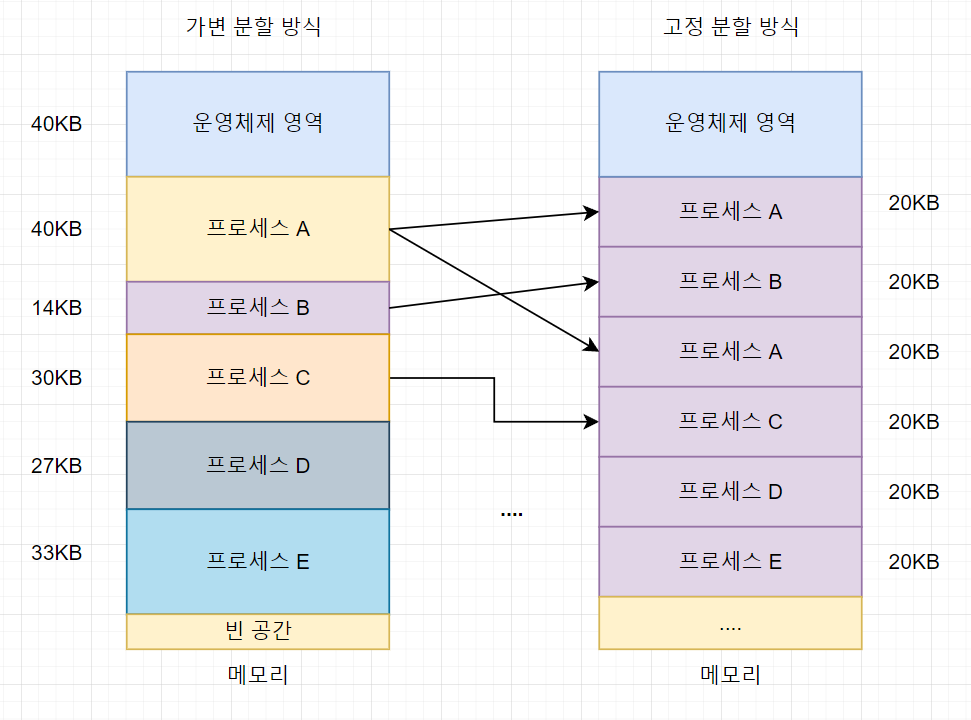 가변 분할 방식
고정 분할 방식
40KB
운영체제 영역
운영체제 영역
40KB
프로세스 A
프로세스 A
20KB
14KB
프로세스 B
프로세스 B
20KB
프로세스 A
20KB
30KB
프로세스 C
프로세스 C
20KB
27KB
프로세스 D
프로세스 D
20KB
....
33KB
프로세스 E
프로세스 E
20KB
빈 공간
....
메모리
메모리